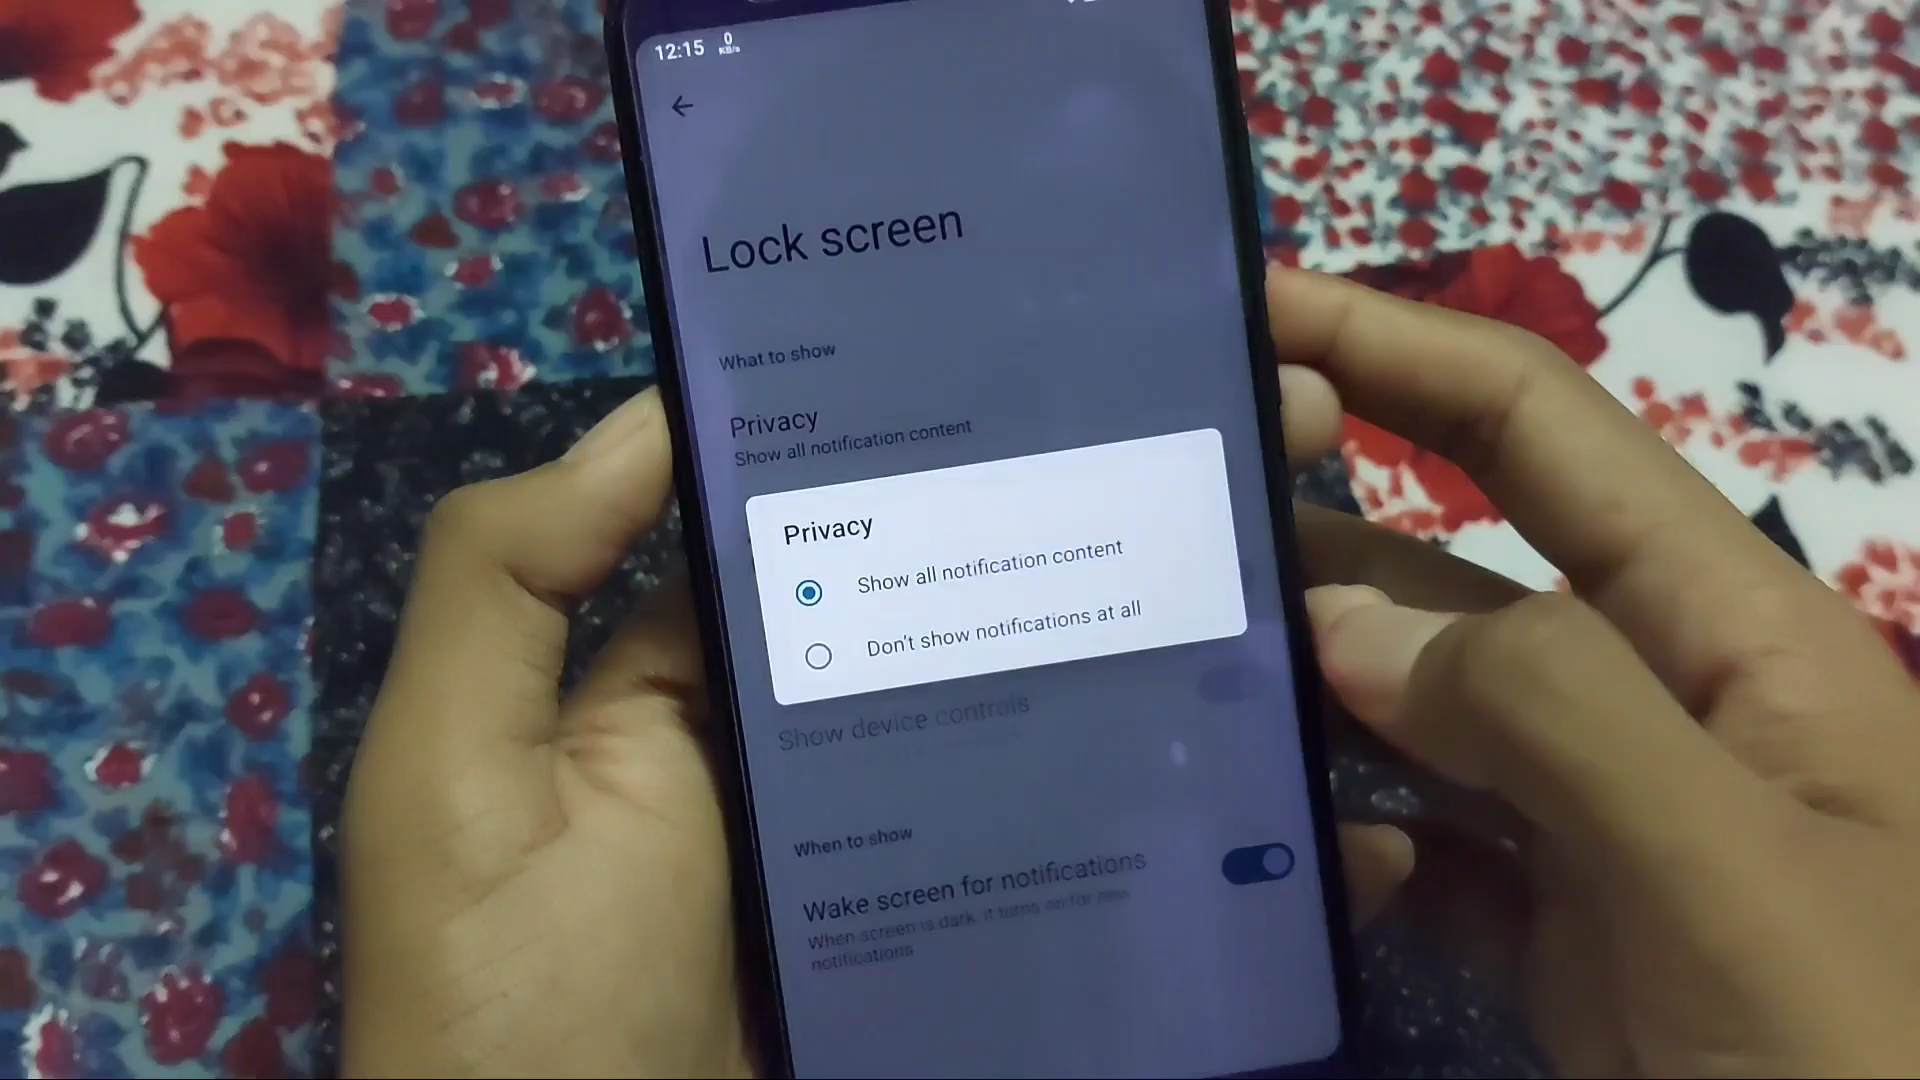 12:15 0 KB/s
Lock screen
What to show
Privacy
Show all notification content
Privacy
Show all notification content
Don't show notifications at all
Show device controls
When to show
Wake screen for notifications
When screen is dark, it turns on for new
notifications